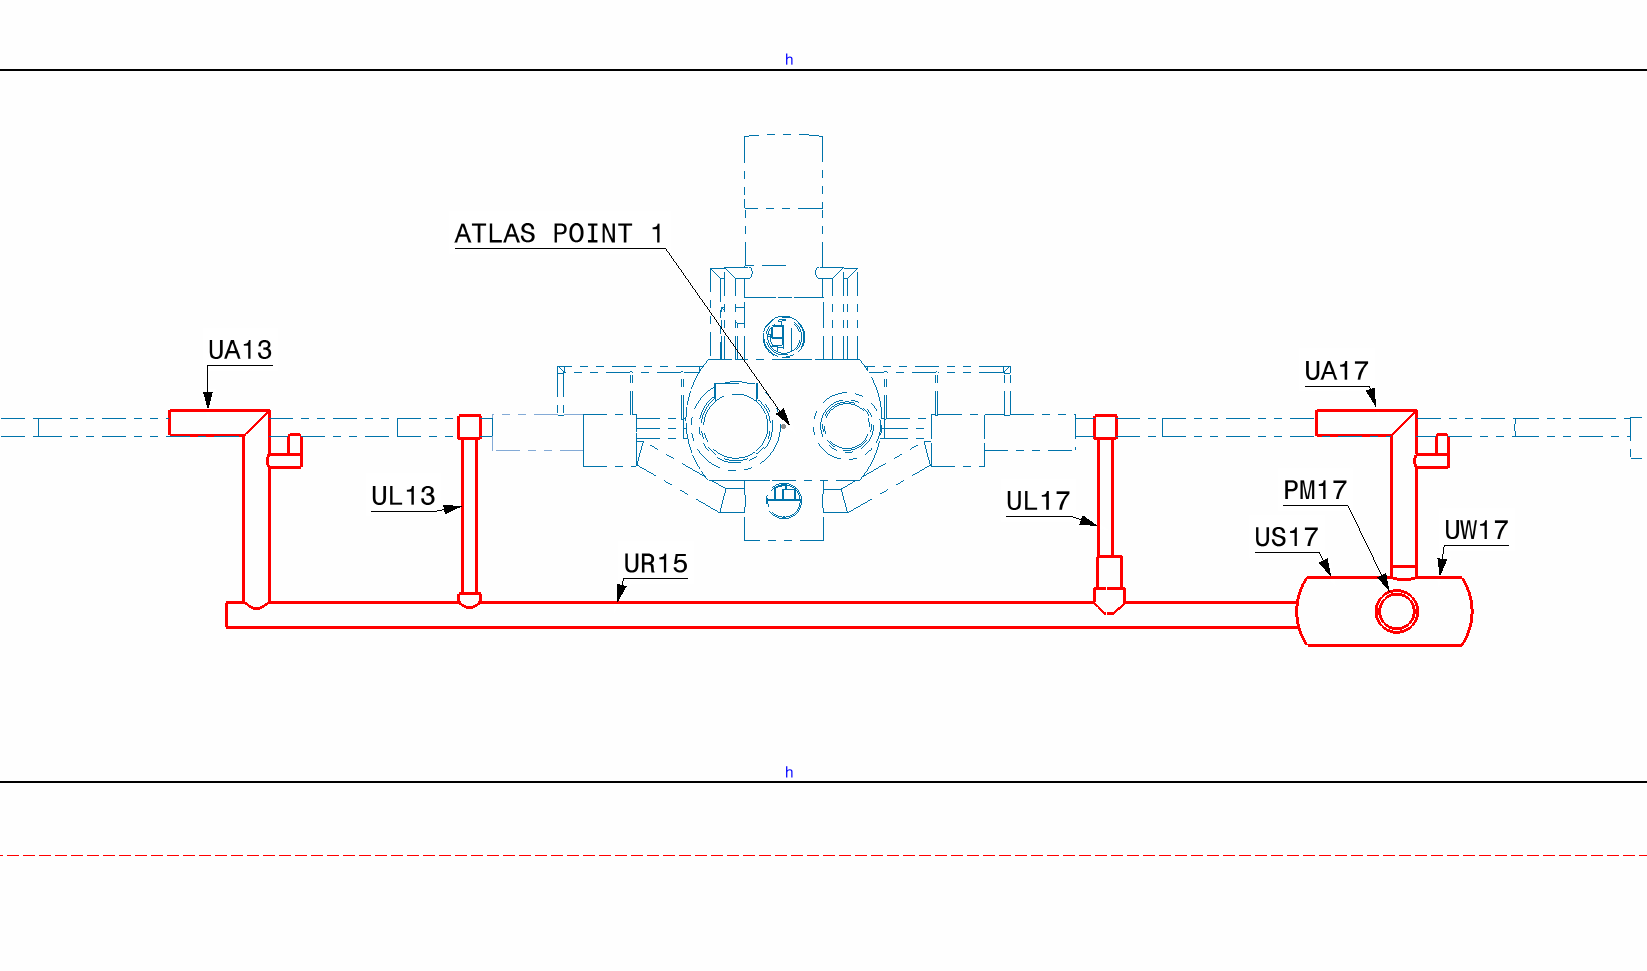 h
ATLAS POINT 1
UA13
UA17
UL13
UL17
PM17
US17
UW17
UR15
h